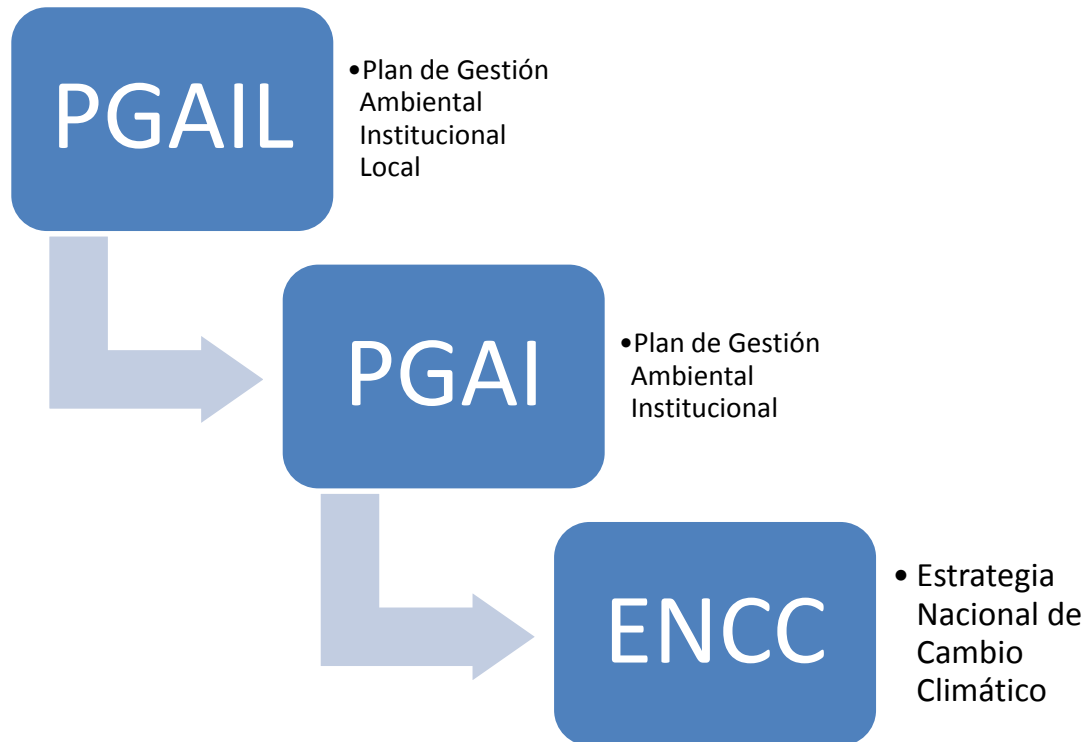 PGAIL
•Plan de Gestión
Ambiental
Institucional
Local
PGAI
•Plan de Gestión
Ambiental
Institucional
ENCC
• Estrategia
Nacional de
Cambio
Climático